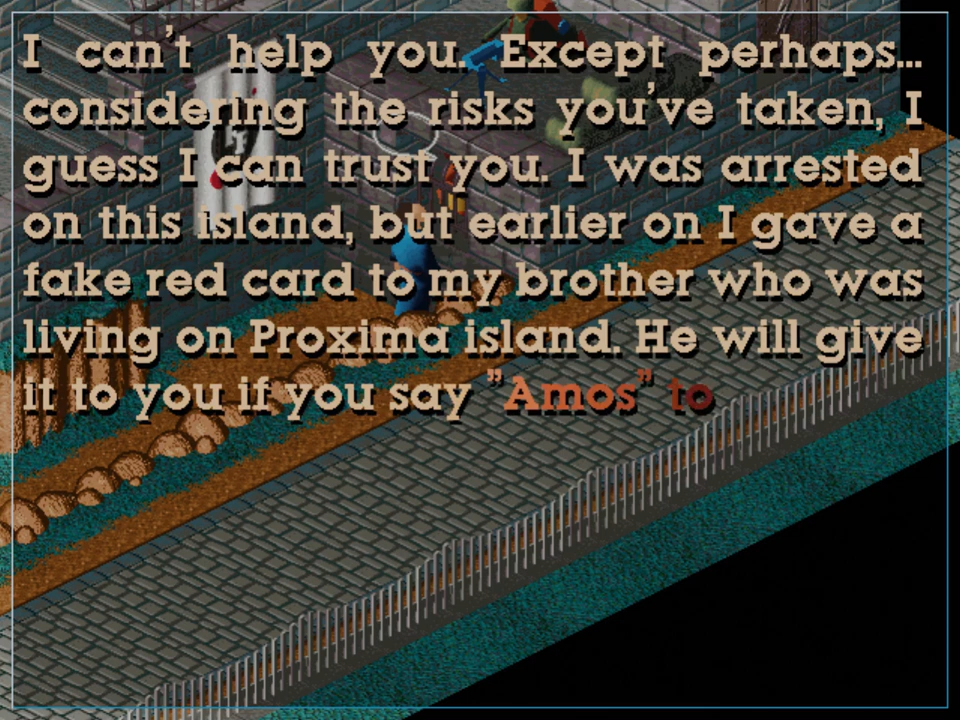 I can't help you. Except perhaps...
considering the risks you've taken, I
guess I can trust you. I was arrested
on this island, but earlier on I gave a
fake red card to my brother who was
living on Proxima island. He will give
it to you if you say "Amos" to